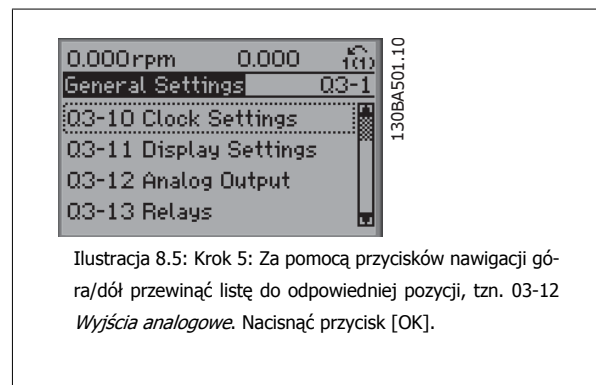 0.000rpm 0.000 1(1)
General Settings Q3-1
Q3-10 Clock Settings
Q3-11 Display Settings
Q3-12 Analog Output
Q3-13 Relays
130BA501.10
Ilustracja 8.5: Krok 5: Za pomocą przycisków nawigacji gó-
ra/dół przewinąć listę do odpowiedniej pozycji, tzn. 03-12
Wyjścia analogowe. Nacisnąć przycisk [OK].